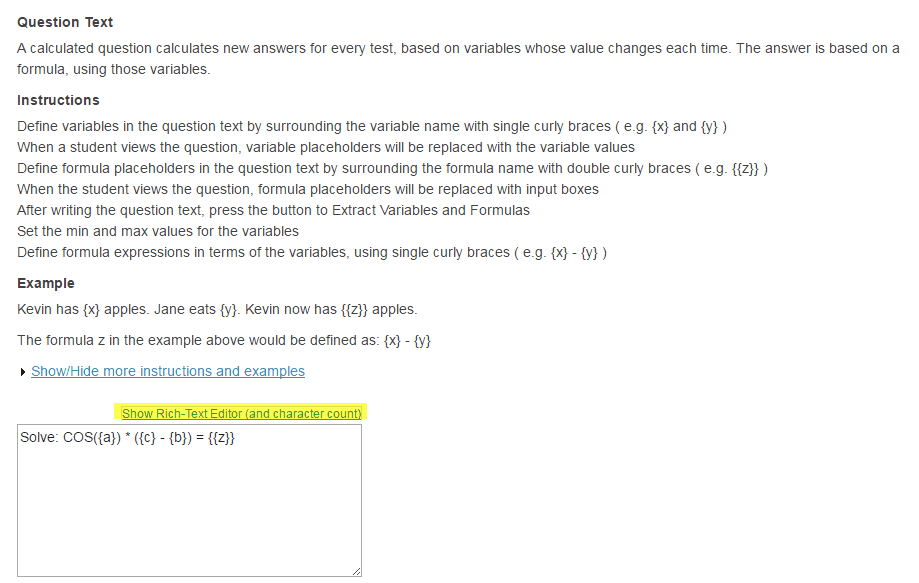 Question Text
A calculated question calculates new answers for every test, based on variables whose value changes each time. The answer is based on a
formula, using those variables.
Instructions
Define variables in the question text by surrounding the variable name with single curly braces ( e.g. {x} and {y} )
When a student views the question, variable placeholders will be replaced with the variable values
Define formula placeholders in the question text by surrounding the formula name with double curly braces ( e.g. {{z}} )
When the student views the question, formula placeholders will be replaced with input boxes
After writing the question text, press the button to Extract Variables and Formulas
Set the min and max values for the variables
Define formula expressions in terms of the variables, using single curly braces ( e.g. {x} - {y} )
Example
Kevin has {x} apples. Jane eats {y}. Kevin now has {{z}} apples.
The formula z in the example above would be defined as: {x} - {y}
Show/Hide more instructions and examples
Show Rich-Text Editor (and character count)
Solve: COS({a}) * ({c} - {b}) = {{z}}